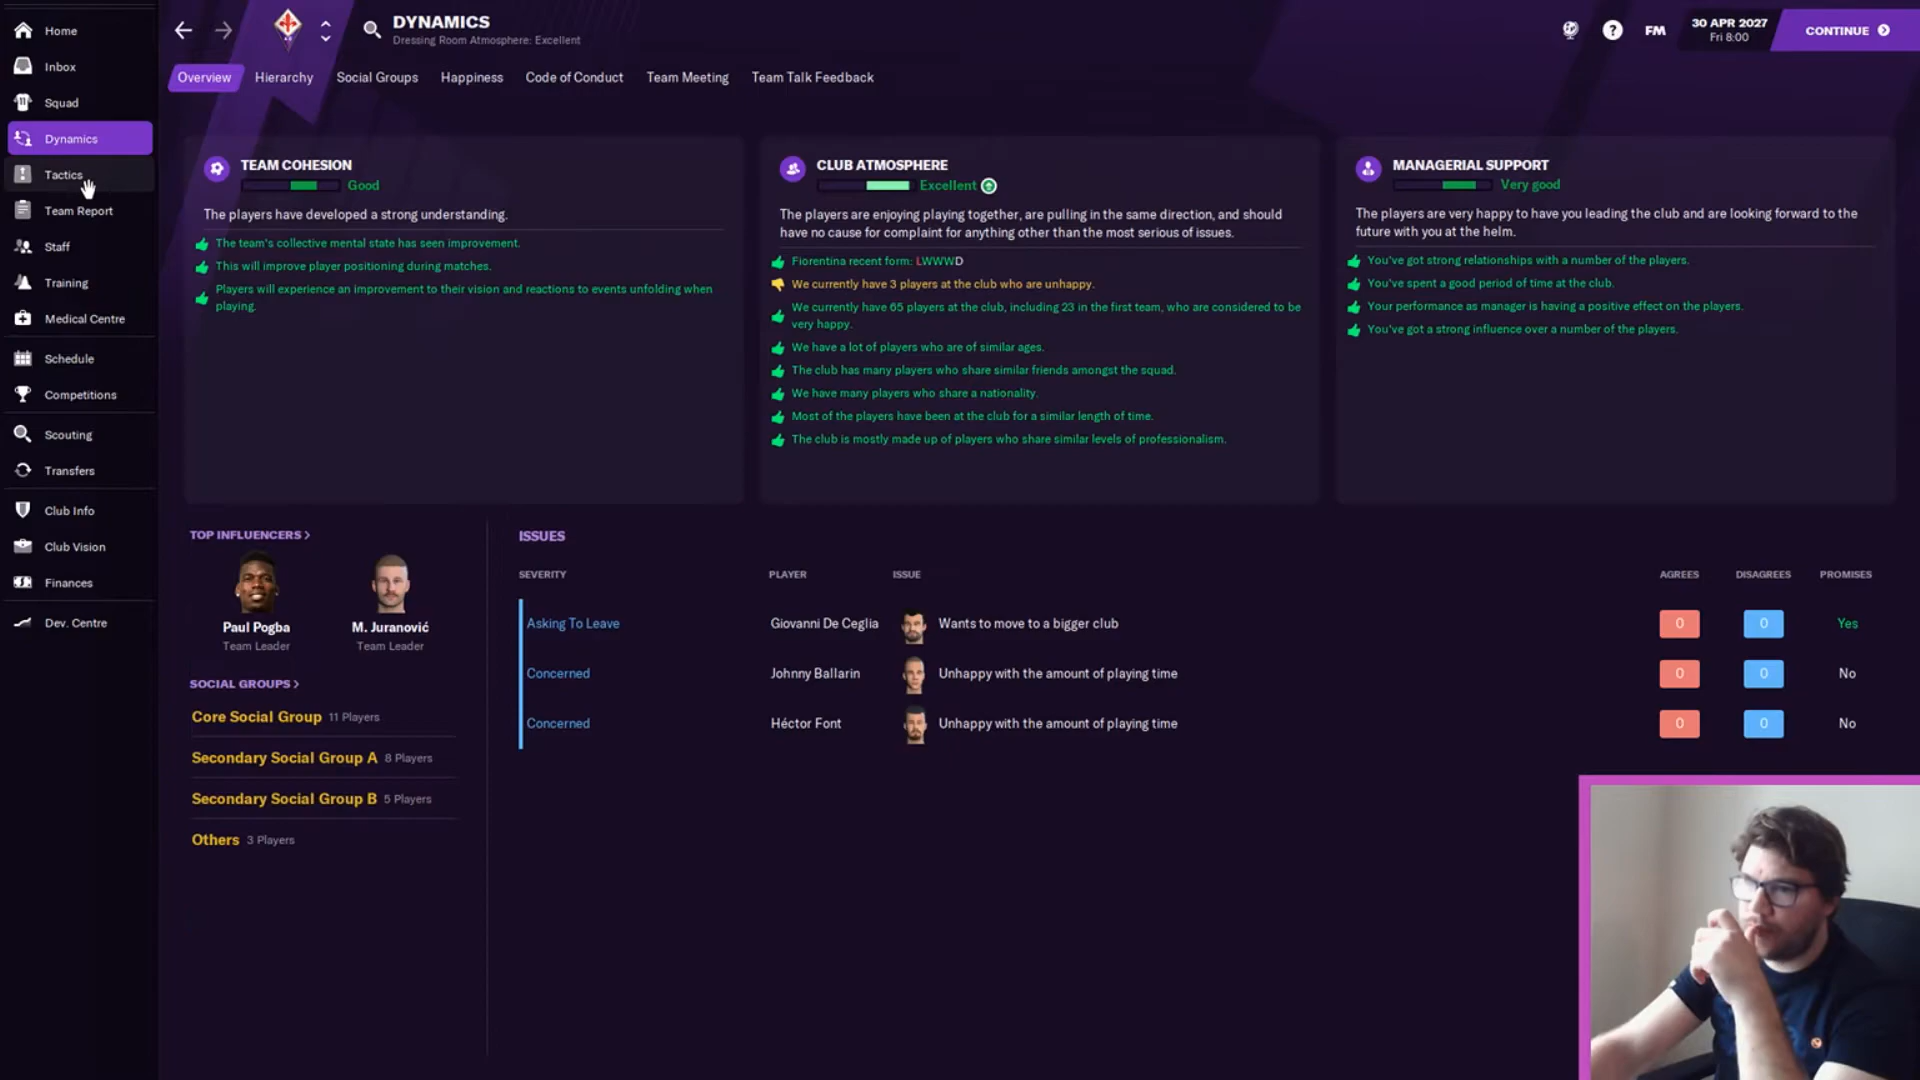 Home
Inbox
Squad
Dynamics
Tactics
Team Report
Staff
Training
Medical Centre
Schedule
Competitions
Scouting
Transfers
Club Info
Club Vision
Finances
Dev. Centre
DYNAMICS
Dressing Room Atmosphere: Excellent
?
FM
30 APR 2027
Fri 8:00
CONTINUE
Overview Hierarchy Social Groups Happiness Code of Conduct Team Meeting Team Talk Feedback
TEAM COHESION
Good
The players have developed a strong understanding.
The team's collective mental state has seen improvement.
This will improve player positioning during matches.
Players will experience an improvement to their vision and reactions to events unfolding when
playing.
CLUB ATMOSPHERE
Excellent
The players are enjoying playing together, are pulling in the same direction, and should
have no cause for complaint for anything other than the most serious of issues.
Fiorentina recent form: LWWWD
We currently have 3 players at the club who are unhappy.
We currently have 65 players at the club, including 23 in the first team, who are considered to be
very happy.
We have a lot of players who are of similar ages.
The club has many players who share similar friends amongst the squad.
We have many players who share a nationality.
Most of the players have been at the club for a similar length of time.
The club is mostly made up of players who share similar levels of professionalism.
MANAGERIAL SUPPORT
Very good
The players are very happy to have you leading the club and are looking forward to the
future with you at the helm.
You've got strong relationships with a number of the players.
You've spent a good period of time at the club.
Your performance as manager is having a positive effect on the players.
You've got a strong influence over a number of the players.
TOP INFLUENCERS >
Paul Pogba
Team Leader
M. Juranović
Team Leader
SOCIAL GROUPS >
Core Social Group 11 Players
Secondary Social Group A 8 Players
Secondary Social Group B 5 Players
Others 3 Players
ISSUES
SEVERITY PLAYER ISSUE AGREES DISAGREES PROMISES
Asking To Leave Giovanni De Ceglia Wants to move to a bigger club 0 0 Yes
Concerned Johnny Ballarin Unhappy with the amount of playing time 0 0 No
Concerned Héctor Font Unhappy with the amount of playing time 0 0 No